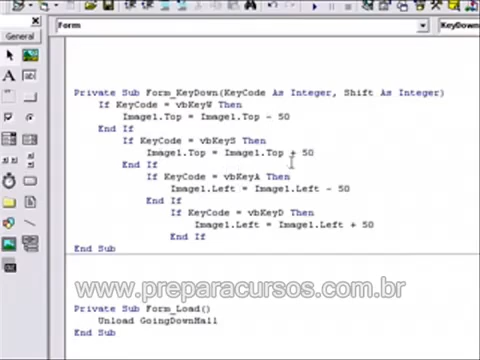 Form
KeyDown
General
Private Sub Form_KeyDown(KeyCode As Integer, Shift As Integer)
If KeyCode = vbKeyW Then
Image1.Top = Image1.Top - 50
End If
If KeyCode = vbKeyS Then
Image1.Top = Image1.Top + 50
End If
If KeyCode = vbKeyA Then
Image1.Left = Image1.Left - 50
End If
If KeyCode = vbKeyD Then
Image1.Left = Image1.Left + 50
End If
End Sub
www.preparacursos.com.br
Private Sub Form_Load()
Unload GoingDownHall
End Sub